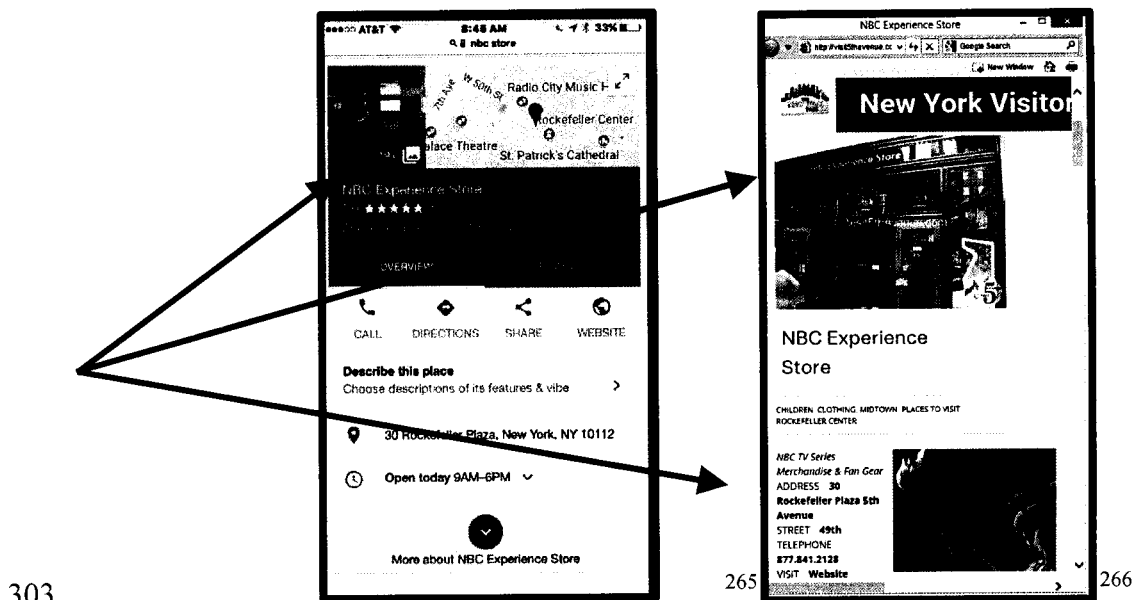 AT&T 8:48 AM 33%
nbc store
7th Ave
W 50th St
Radio City Music H
Rockefeller Center
alace Theatre
St. Patrick's Cathedral
NBC Experience Store
OVERVIEW
CALL DIRECTIONS SHARE WEBSITE
Describe this place
Choose descriptions of its features & vibe
30 Rockefeller Plaza, New York, NY 10112
Open today 9AM–6PM
More about NBC Experience Store
NBC Experience Store
Google Search
New Window
New York Visitor
Experience Store
5
NBC Experience
Store
CHILDREN CLOTHING MIDTOWN PLACES TO VISIT
ROCKEFELLER CENTER
NBC TV Series
Merchandise & Fan Gear
ADDRESS 30
Rockefeller Plaza 5th
Avenue
STREET 49th
TELEPHONE
877.841.2128
VISIT Website
265
266
303